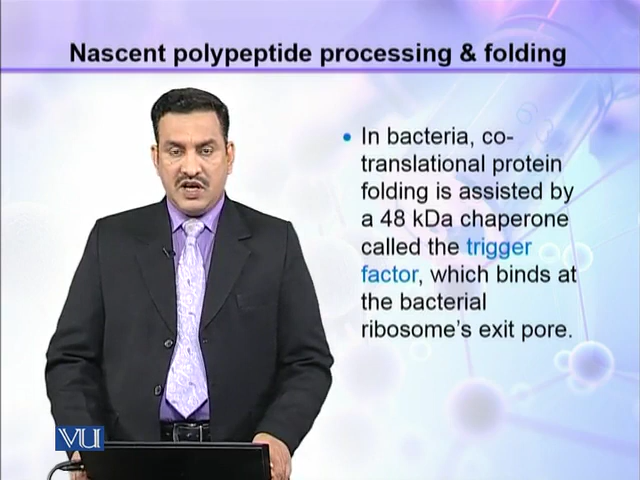 Nascent polypeptide processing & folding
• In bacteria, co-
translational protein
folding is assisted by
a 48 kDa chaperone
called the trigger
factor, which binds at
the bacterial
ribosome's exit pore.
VU